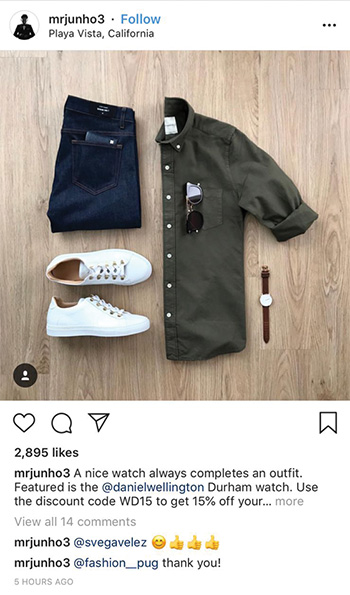 mrjunho3 · Follow
Playa Vista, California
2,895 likes
mrjunho3 A nice watch always completes an outfit.
Featured is the @danielwellington Durham watch. Use
the discount code WD15 to get 15% off your... more
View all 14 comments
mrjunho3 @svegavelez 😊👍👍👍
mrjunho3 @fashion__pug thank you!
5 HOURS AGO